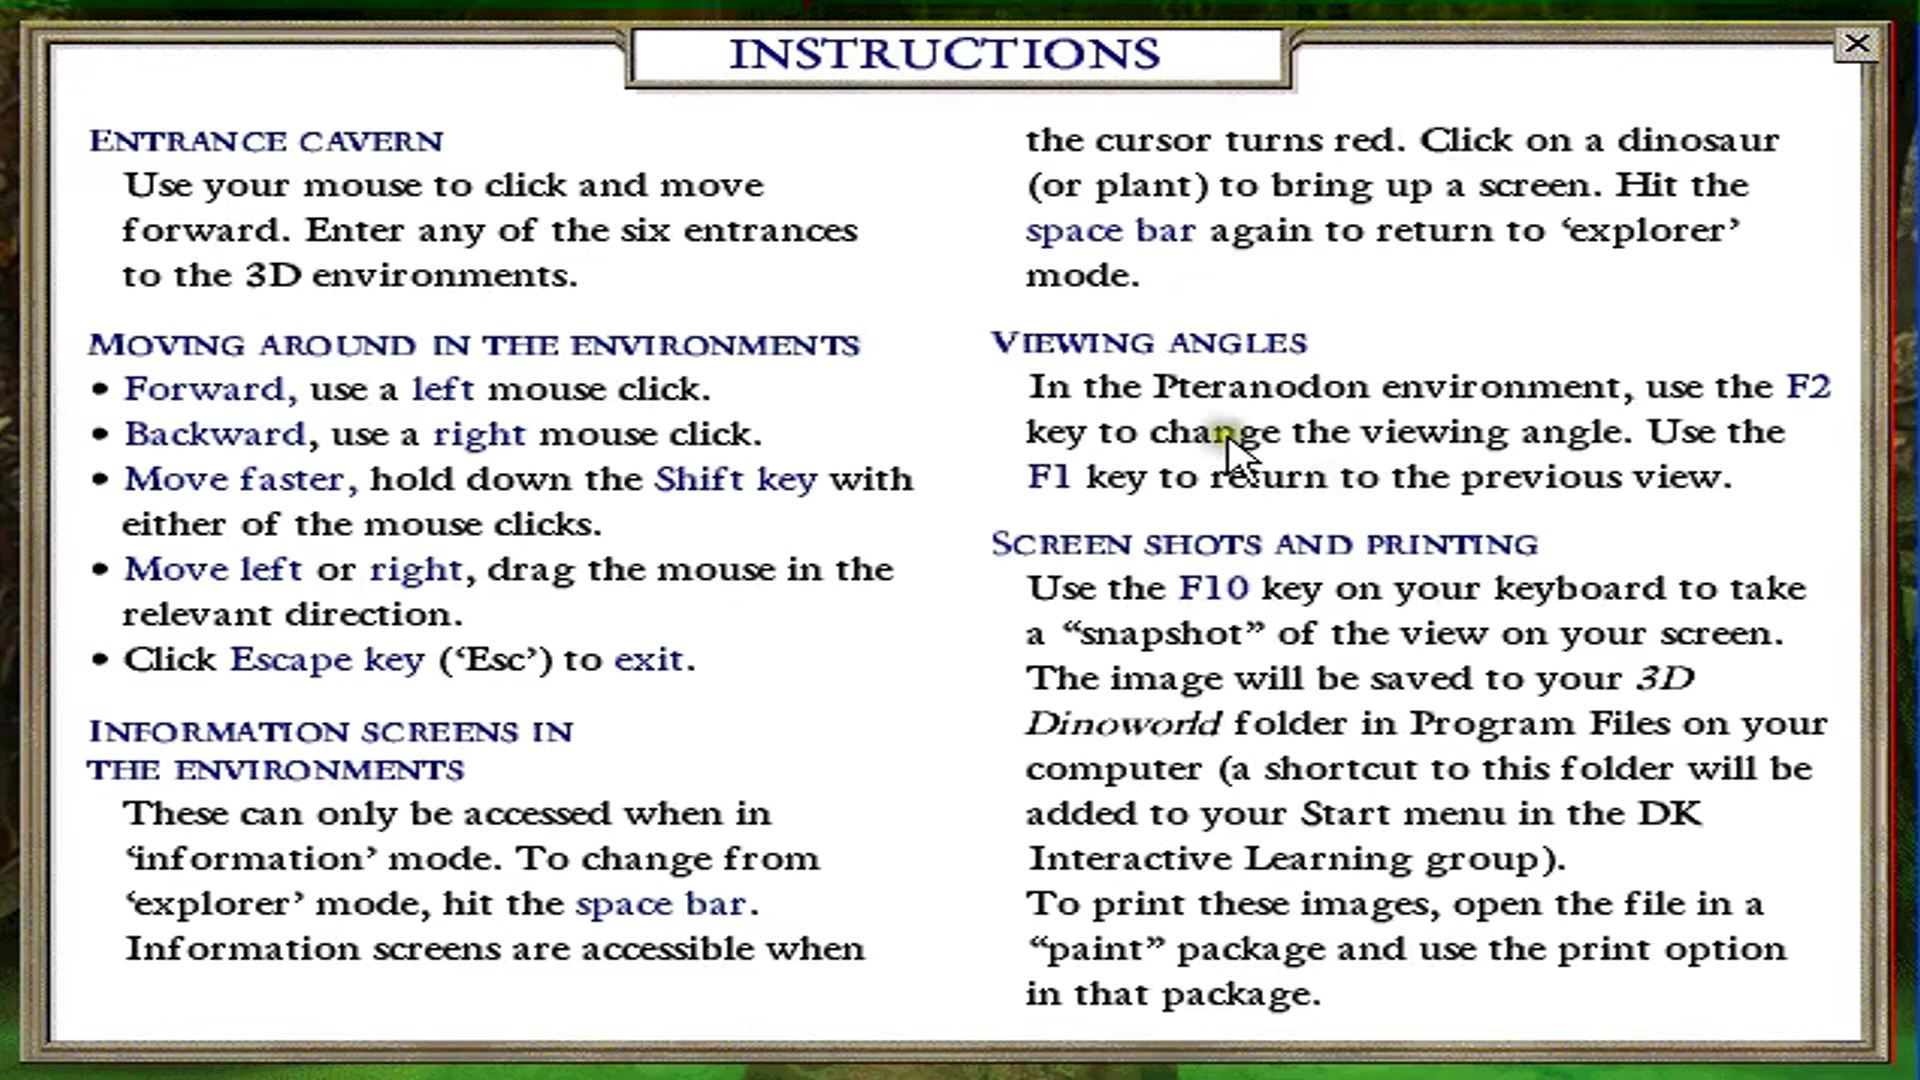 INSTRUCTIONS
ENTRANCE CAVERN
Use your mouse to click and move
forward. Enter any of the six entrances
to the 3D environments.
MOVING AROUND IN THE ENVIRONMENTS
• Forward, use a left mouse click.
• Backward, use a right mouse click.
• Move faster, hold down the Shift key with
either of the mouse clicks.
• Move left or right, drag the mouse in the
relevant direction.
• Click Escape key (‘Esc’) to exit.
INFORMATION SCREENS IN
THE ENVIRONMENTS
These can only be accessed when in
‘information’ mode. To change from
‘explorer’ mode, hit the space bar.
Information screens are accessible when
the cursor turns red. Click on a dinosaur
(or plant) to bring up a screen. Hit the
space bar again to return to ‘explorer’
mode.
VIEWING ANGLES
In the Pteranodon environment, use the F2
key to change the viewing angle. Use the
F1 key to return to the previous view.
SCREEN SHOTS AND PRINTING
Use the F10 key on your keyboard to take
a “snapshot” of the view on your screen.
The image will be saved to your 3D
Dinoworld folder in Program Files on your
computer (a shortcut to this folder will be
added to your Start menu in the DK
Interactive Learning group).
To print these images, open the file in a
“paint” package and use the print option
in that package.